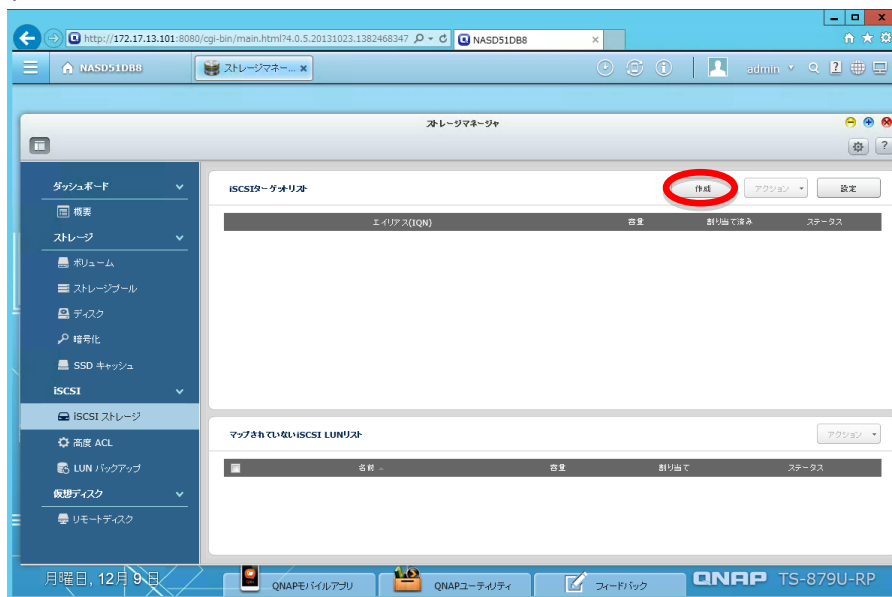 http://172.17.13.101:8080/cgi-bin/main.html?4.0.5.20131023.1382468347
NASD51DB8
NASD51DB8
ストレージマネー...
admin
ストレージマネージャ
ダッシュボード
概要
ストレージ
ボリューム
ストレージプール
ディスク
暗号化
SSD キャッシュ
iSCSI
iSCSI ストレージ
高度 ACL
LUN バックアップ
仮想ディスク
リモートディスク
iSCSIターゲットリスト
作成
アクション
設定
エイリアス(IQN)
容量
割り当て済み
ステータス
マップされていないiSCSI LUNリスト
アクション
名前
容量
割り当て
ステータス
月曜日, 12月 9 日
QNAPモバイルアプリ
QNAPユーティリティ
フィードバック
QNAP TS-879U-RP